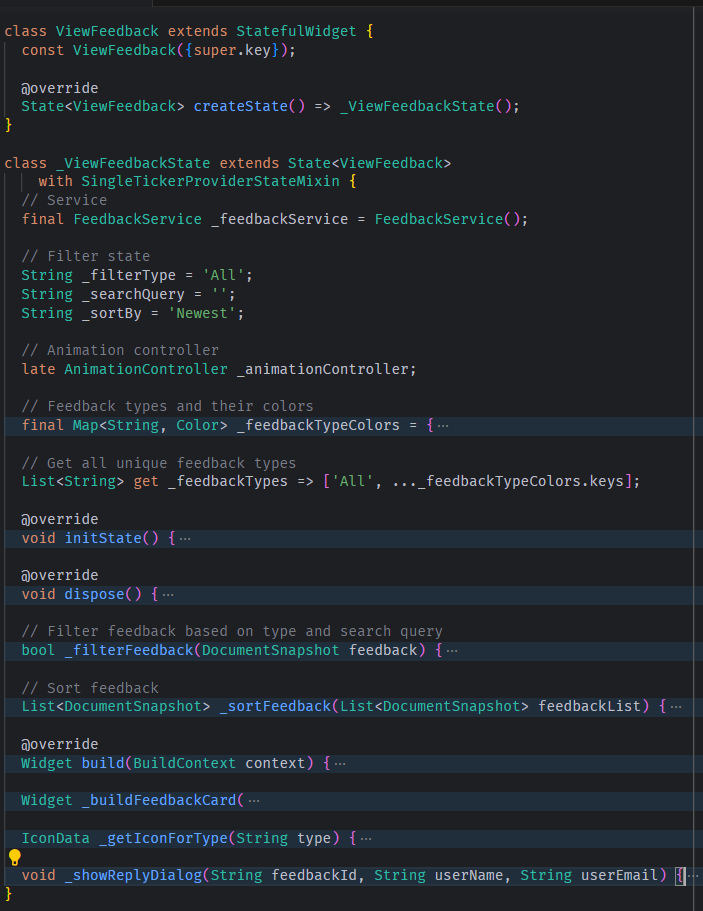 class ViewFeedback extends StatefulWidget {
  const ViewFeedback({super.key});

  @override
  State<ViewFeedback> createState() => _ViewFeedbackState();
}

class _ViewFeedbackState extends State<ViewFeedback>
    with SingleTickerProviderStateMixin {
  // Service
  final FeedbackService _feedbackService = FeedbackService();

  // Filter state
  String _filterType = 'All';
  String _searchQuery = '';
  String _sortBy = 'Newest';

  // Animation controller
  late AnimationController _animationController;

  // Feedback types and their colors
  final Map<String, Color> _feedbackTypeColors = {···

  // Get all unique feedback types
  List<String> get _feedbackTypes => ['All', ..._feedbackTypeColors.keys];

  @override
  void initState() {···

  @override
  void dispose() {···

  // Filter feedback based on type and search query
  bool _filterFeedback(DocumentSnapshot feedback) {···

  // Sort feedback
  List<DocumentSnapshot> _sortFeedback(List<DocumentSnapshot> feedbackList) {···

  @override
  Widget build(BuildContext context) {···

  Widget _buildFeedbackCard(···

  IconData _getIconForType(String type) {···

  void _showReplyDialog(String feedbackId, String userName, String userEmail) {···
}